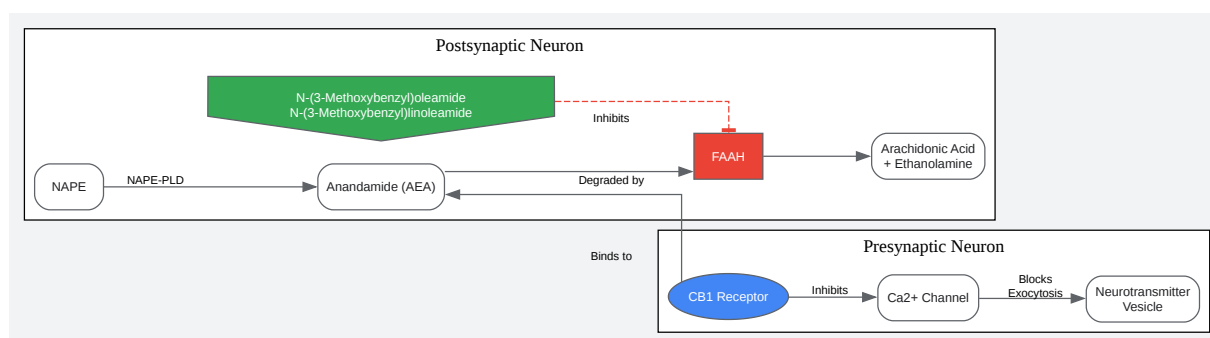 Postsynaptic Neuron
N-(3-Methoxybenzyl)oleamide
N-(3-Methoxybenzyl)linoleamide
Inhibits
FAAH
Arachidonic Acid
+ Ethanolamine
NAPE
NAPE-PLD
Anandamide (AEA)
Degraded by
Binds to
Presynaptic Neuron
CB1 Receptor
Inhibits
Ca2+ Channel
Blocks
Exocytosis
Neurotransmitter
Vesicle